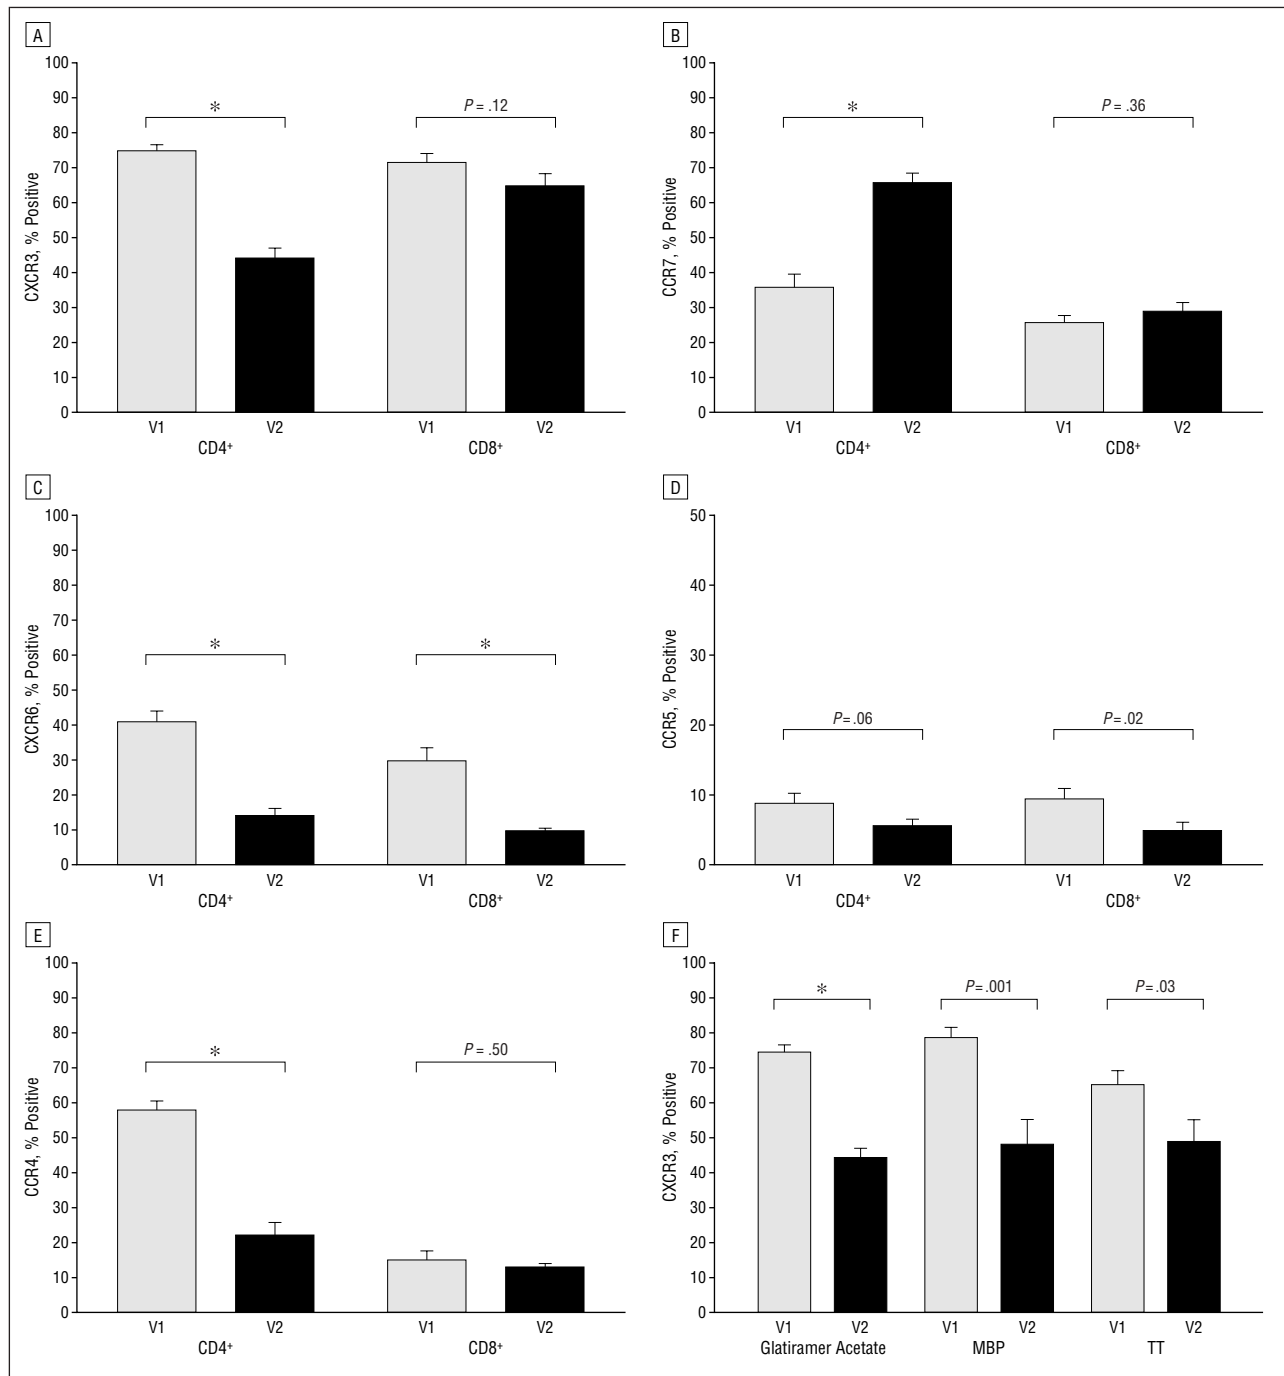 A
CXCR3, % Positive
100
90
80
70
60
50
40
30
20
10
0
*
P = .12
V1 V2 V1 V2
CD4+ CD8+
B
CCR7, % Positive
100
90
80
70
60
50
40
30
20
10
0
*
P = .36
V1 V2 V1 V2
CD4+ CD8+
C
CXCR6, % Positive
100
90
80
70
60
50
40
30
20
10
0
*
*
V1 V2 V1 V2
CD4+ CD8+
D
CCR5, % Positive
50
40
30
20
10
0
P = .06
P = .02
V1 V2 V1 V2
CD4+ CD8+
E
CCR4, % Positive
100
90
80
70
60
50
40
30
20
10
0
*
P = .50
V1 V2 V1 V2
CD4+ CD8+
F
CXCR3, % Positive
100
90
80
70
60
50
40
30
20
10
0
*
P = .001
P = .03
V1 V2 V1 V2 V1 V2
Glatiramer Acetate MBP TT